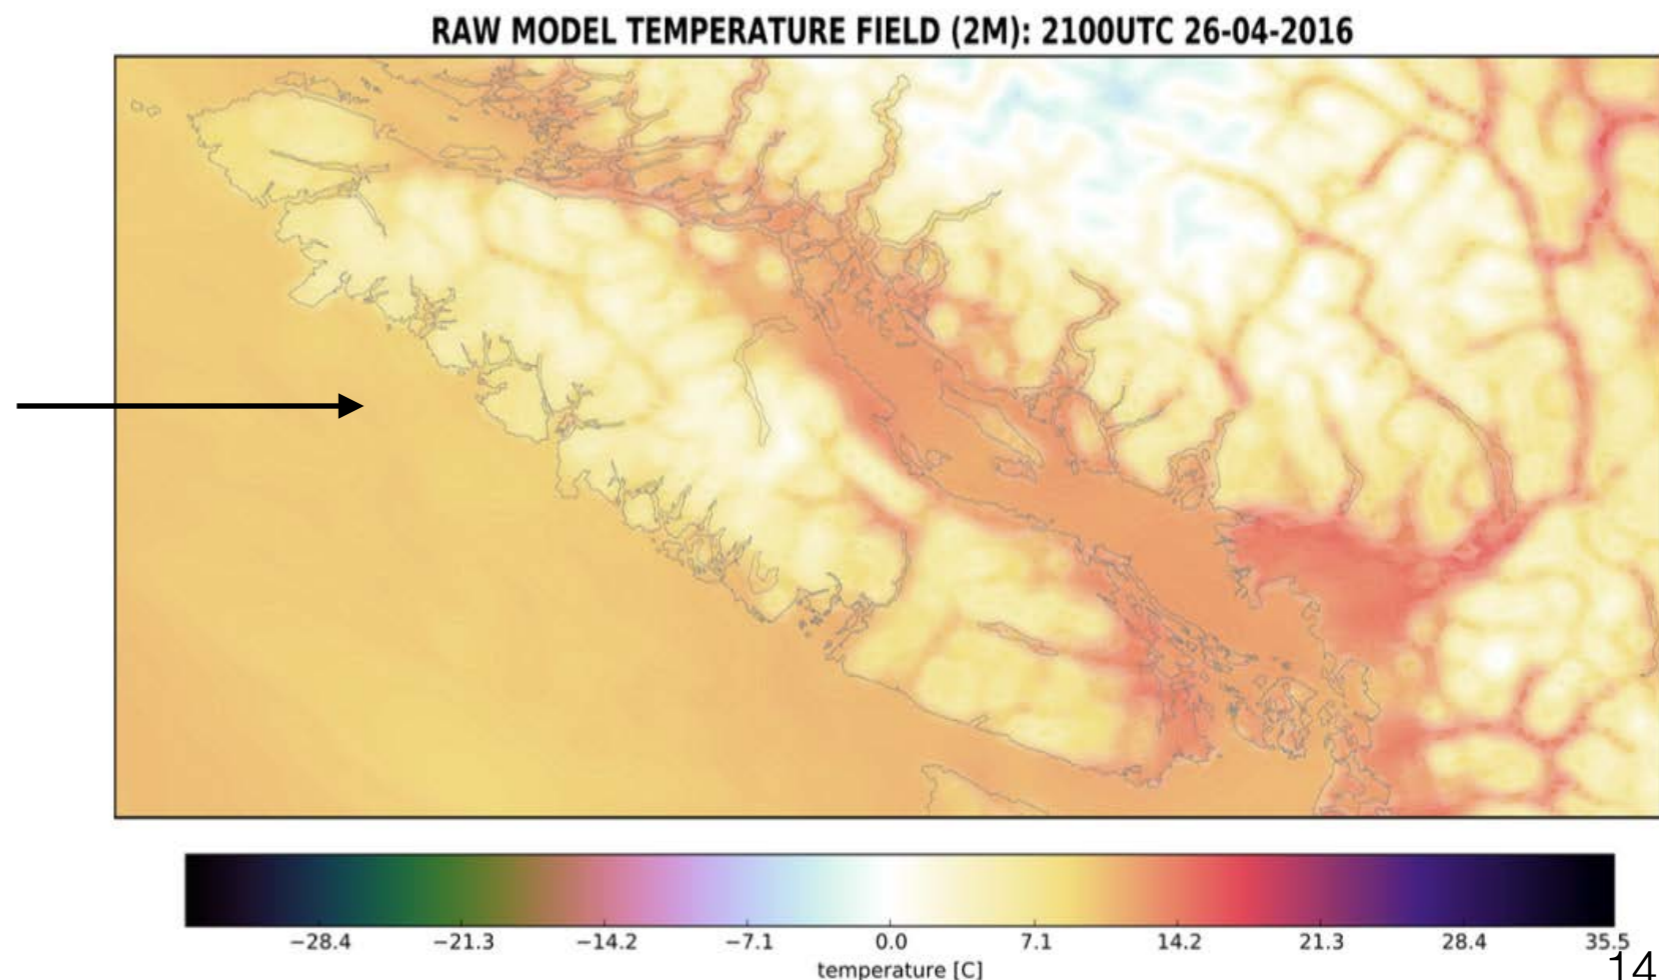 RAW MODEL TEMPERATURE FIELD (2M): 2100UTC 26-04-2016
−28.4 −21.3 −14.2 −7.1 0.0 7.1 14.2 21.3 28.4 35.5
temperature [C]
14